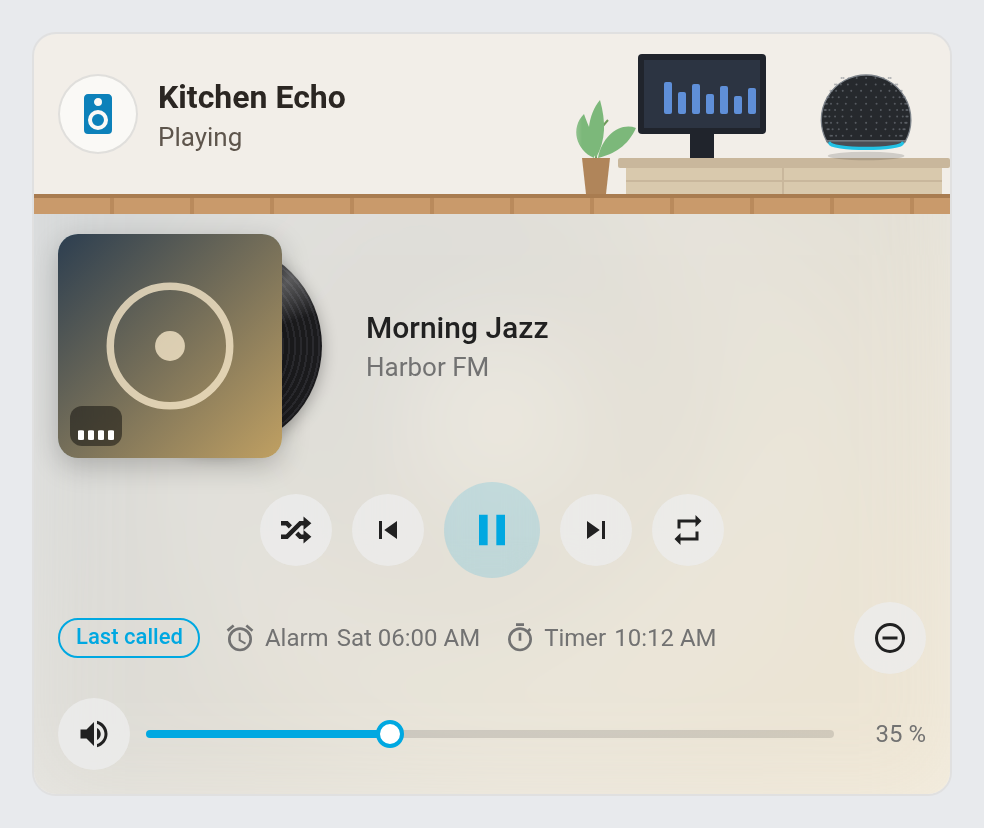 Kitchen Echo
Playing
Morning Jazz
Harbor FM
Last called Alarm Sat 06:00 AM Timer 10:12 AM
35 %